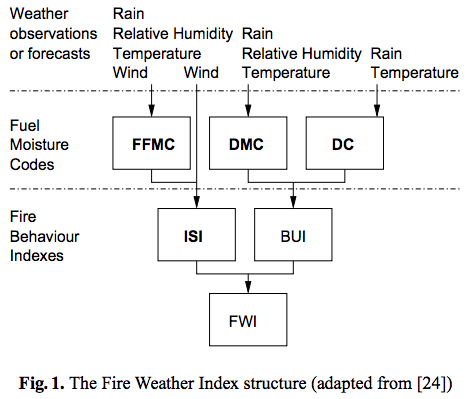 Weather
observations
or forecasts
Rain
Relative Humidity
Temperature
Wind
Wind
Rain
Relative Humidity
Temperature
Rain
Temperature
Fuel
Moisture
Codes
FFMC
DMC
DC
Fire
Behaviour
Indexes
ISI
BUI
FWI
Fig. 1. The Fire Weather Index structure (adapted from [24])